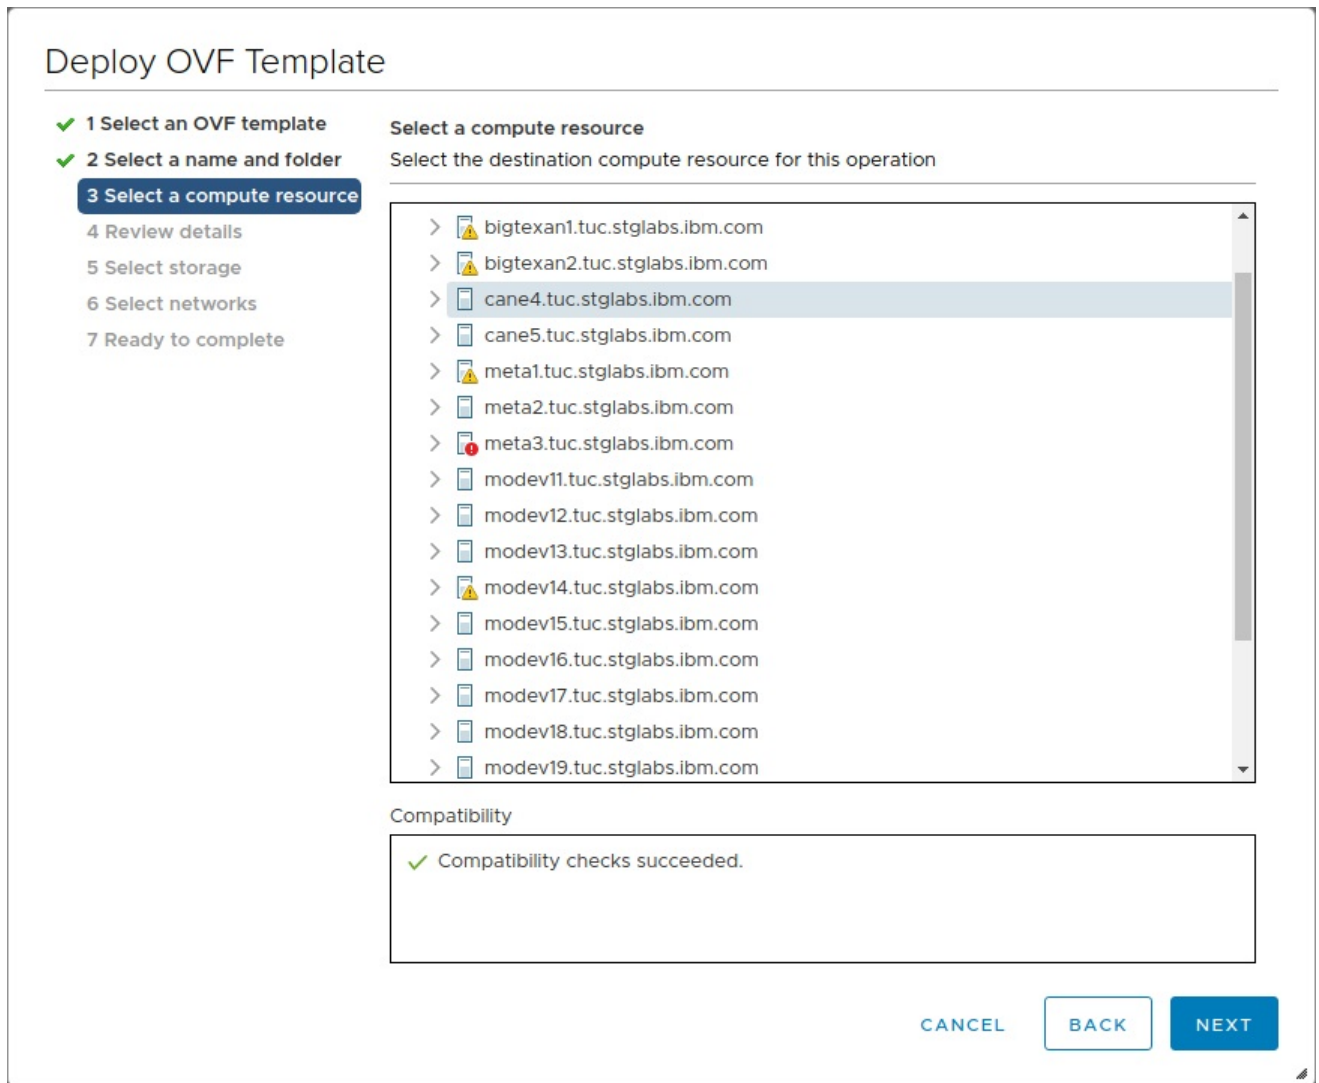 Deploy OVF Template
1 Select an OVF template
2 Select a name and folder
3 Select a compute resource
4 Review details
5 Select storage
6 Select networks
7 Ready to complete
Select a compute resource
Select the destination compute resource for this operation
bigtexan1.tuc.stglabs.ibm.com
bigtexan2.tuc.stglabs.ibm.com
cane4.tuc.stglabs.ibm.com
cane5.tuc.stglabs.ibm.com
meta1.tuc.stglabs.ibm.com
meta2.tuc.stglabs.ibm.com
meta3.tuc.stglabs.ibm.com
modev11.tuc.stglabs.ibm.com
modev12.tuc.stglabs.ibm.com
modev13.tuc.stglabs.ibm.com
modev14.tuc.stglabs.ibm.com
modev15.tuc.stglabs.ibm.com
modev16.tuc.stglabs.ibm.com
modev17.tuc.stglabs.ibm.com
modev18.tuc.stglabs.ibm.com
modev19.tuc.stglabs.ibm.com
Compatibility
Compatibility checks succeeded.
CANCEL
BACK
NEXT